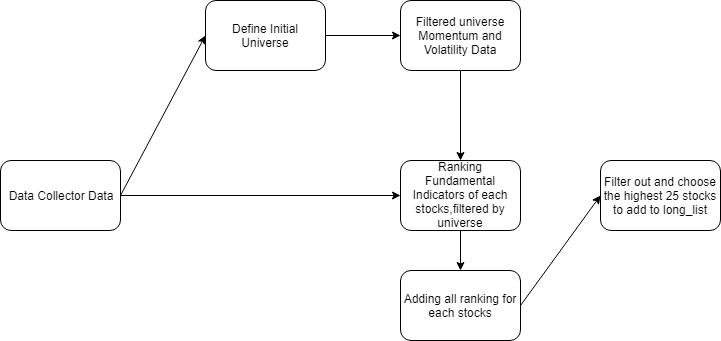 Define Initial
Universe
Filtered universe
Momentum and
Volatility Data
Data Collector Data
Ranking
Fundamental
Indicators of each
stocks,filtered by
universe
Filter out and choose
the highest 25 stocks
to add to long_list
Adding all ranking for
each stocks